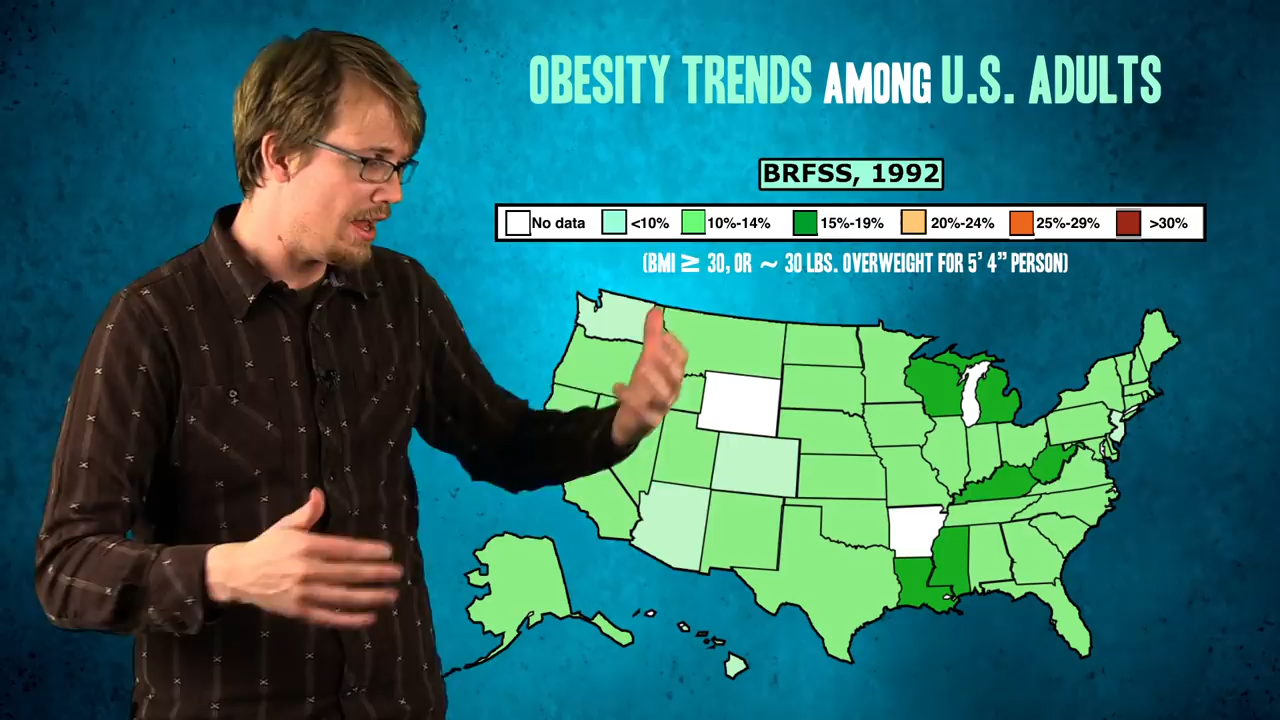 OBESITY TRENDS AMONG U.S. ADULTS
BRFSS, 1992
No data <10% 10%-14% 15%-19% 20%-24% 25%-29% >30%
(BMI ≥ 30, OR ~ 30 LBS. OVERWEIGHT FOR 5' 4" PERSON)